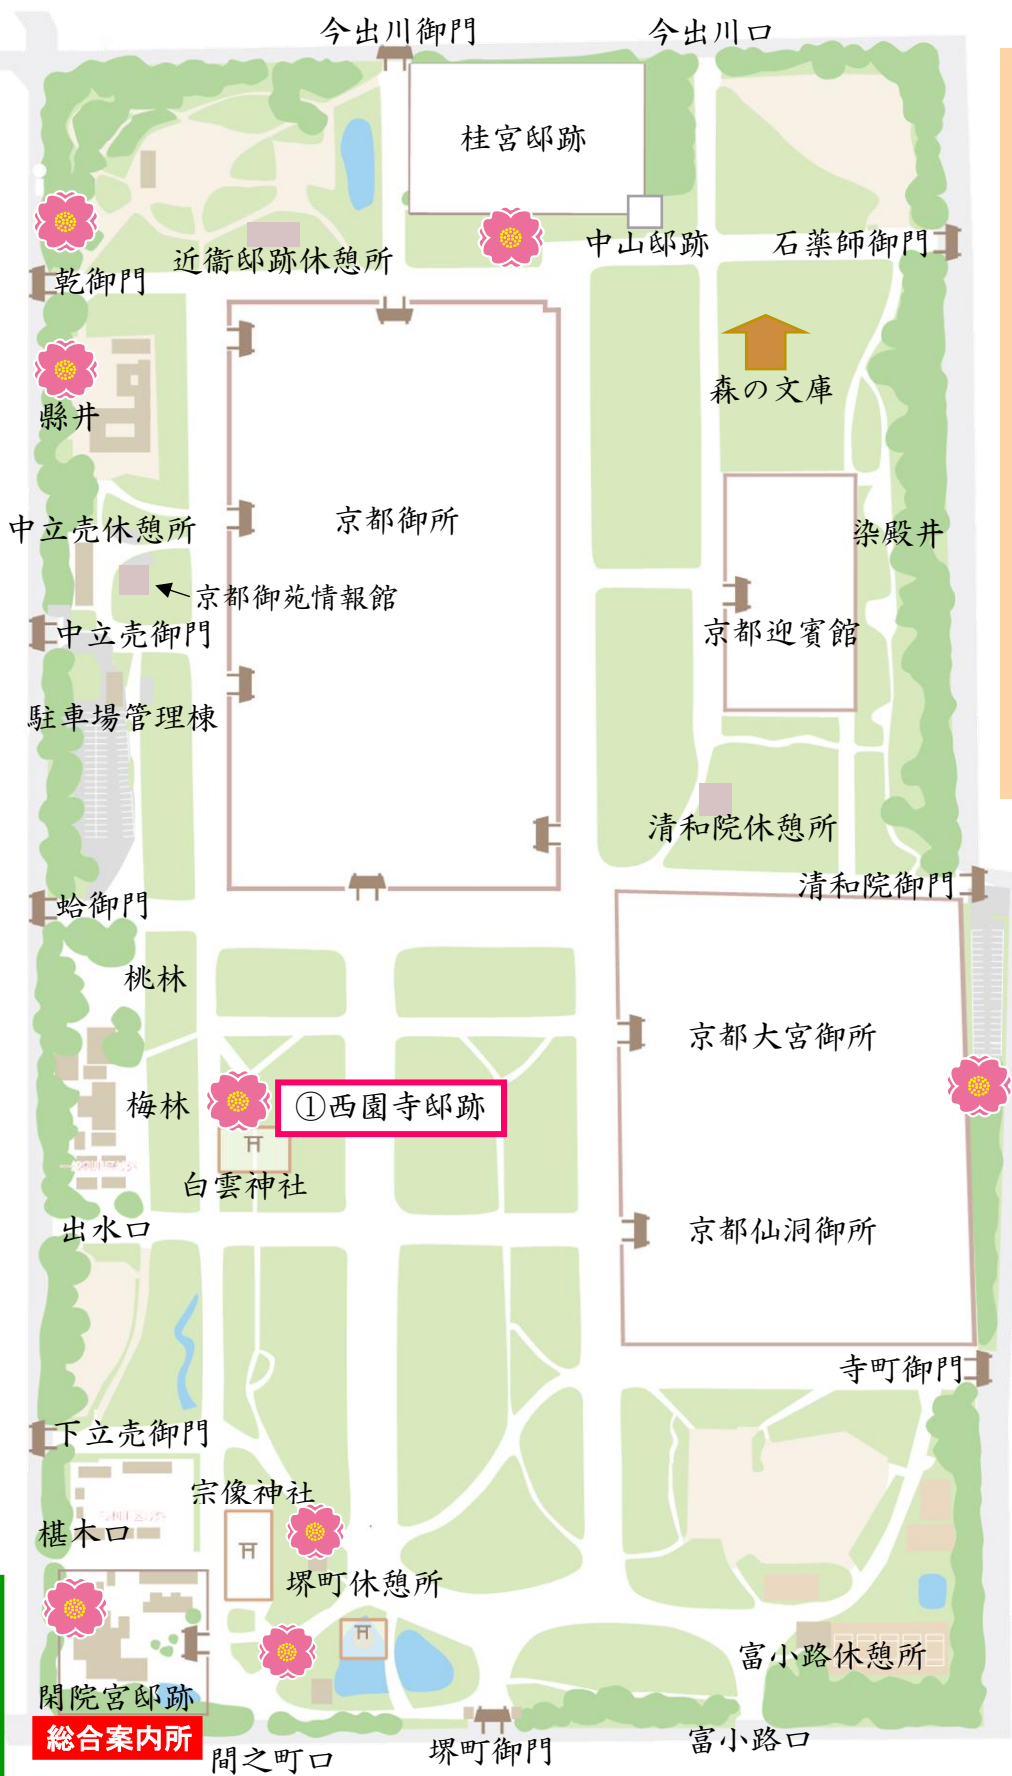 今出川御門
今出川口
桂宮邸跡
中山邸跡
石薬師御門
近衞邸跡休憩所
乾御門
森の文庫
縣井
京都御所
中立売休憩所
染殿井
京都御苑情報館
中立売御門
京都迎賓館
駐車場管理棟
清和院休憩所
清和院御門
蛤御門
桃林
京都大宮御所
梅林
①西園寺邸跡
白雲神社
出水口
京都仙洞御所
寺町御門
下立売御門
宗像神社
椹木口
堺町休憩所
富小路休憩所
閑院宮邸跡
総合案内所
間之町口
堺町御門
富小路口